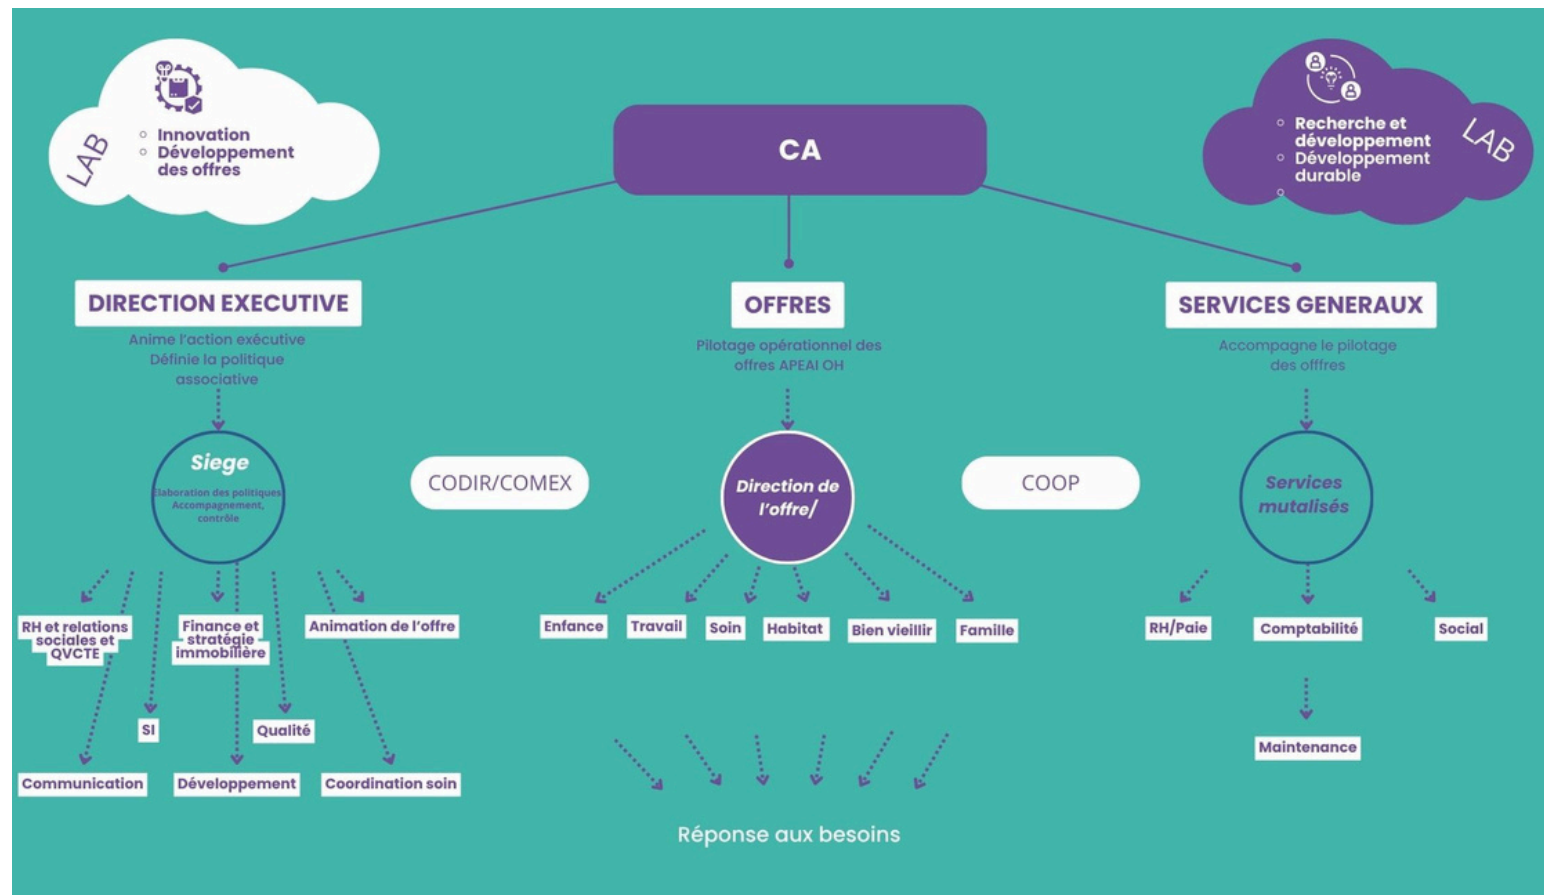 LAB
Innovation
Développement
des offres
CA
Recherche et
développement
Développement
durable
LAB
DIRECTION EXECUTIVE
Anime l'action exécutive
Définie la politique
associative
OFFRES
Pilotage opérationnel des
offres APEAI OH
SERVICES GENERAUX
Accompagne le pilotage
des offfres
Siege
Elaboration des politiques
Accompagnement,
contrôle
CODIR/COMEX
Direction de
l'offre/
COOP
Services
mutalisés
RH et relations
sociales et
QVCTE
Finance et
stratégie
immobilière
Animation de l'offre
SI
Qualité
Communication
Développement
Coordination soin
Enfance
Travail
Soin
Habitat
Bien vieillir
Famille
RH/Paie
Comptabilité
Social
Maintenance
Réponse aux besoins